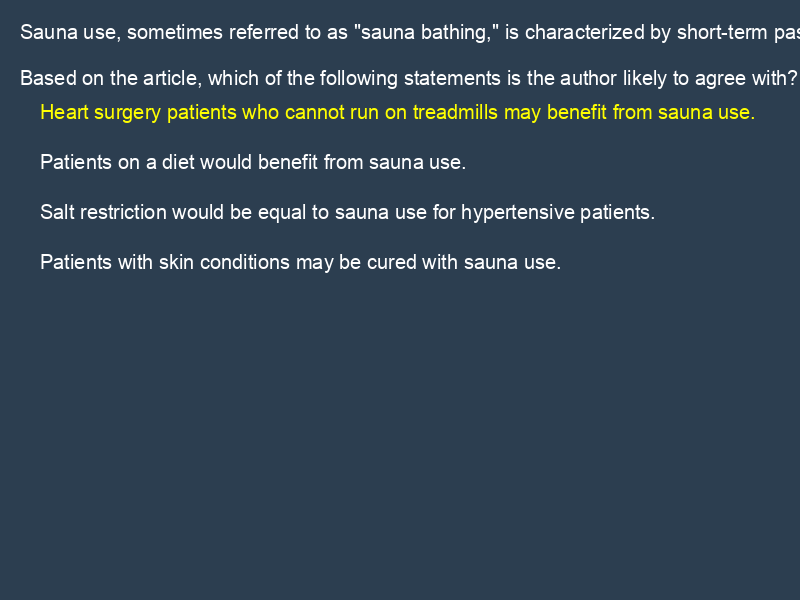 Sauna use, sometimes referred to as "sauna bathing," is characterized by short-term
Based on the article, which of the following statements is the author likely to agree with?
Heart surgery patients who cannot run on treadmills may benefit from sauna use.
Patients on a diet would benefit from sauna use.
Salt restriction would be equal to sauna use for hypertensive patients.
Patients with skin conditions may be cured with sauna use.